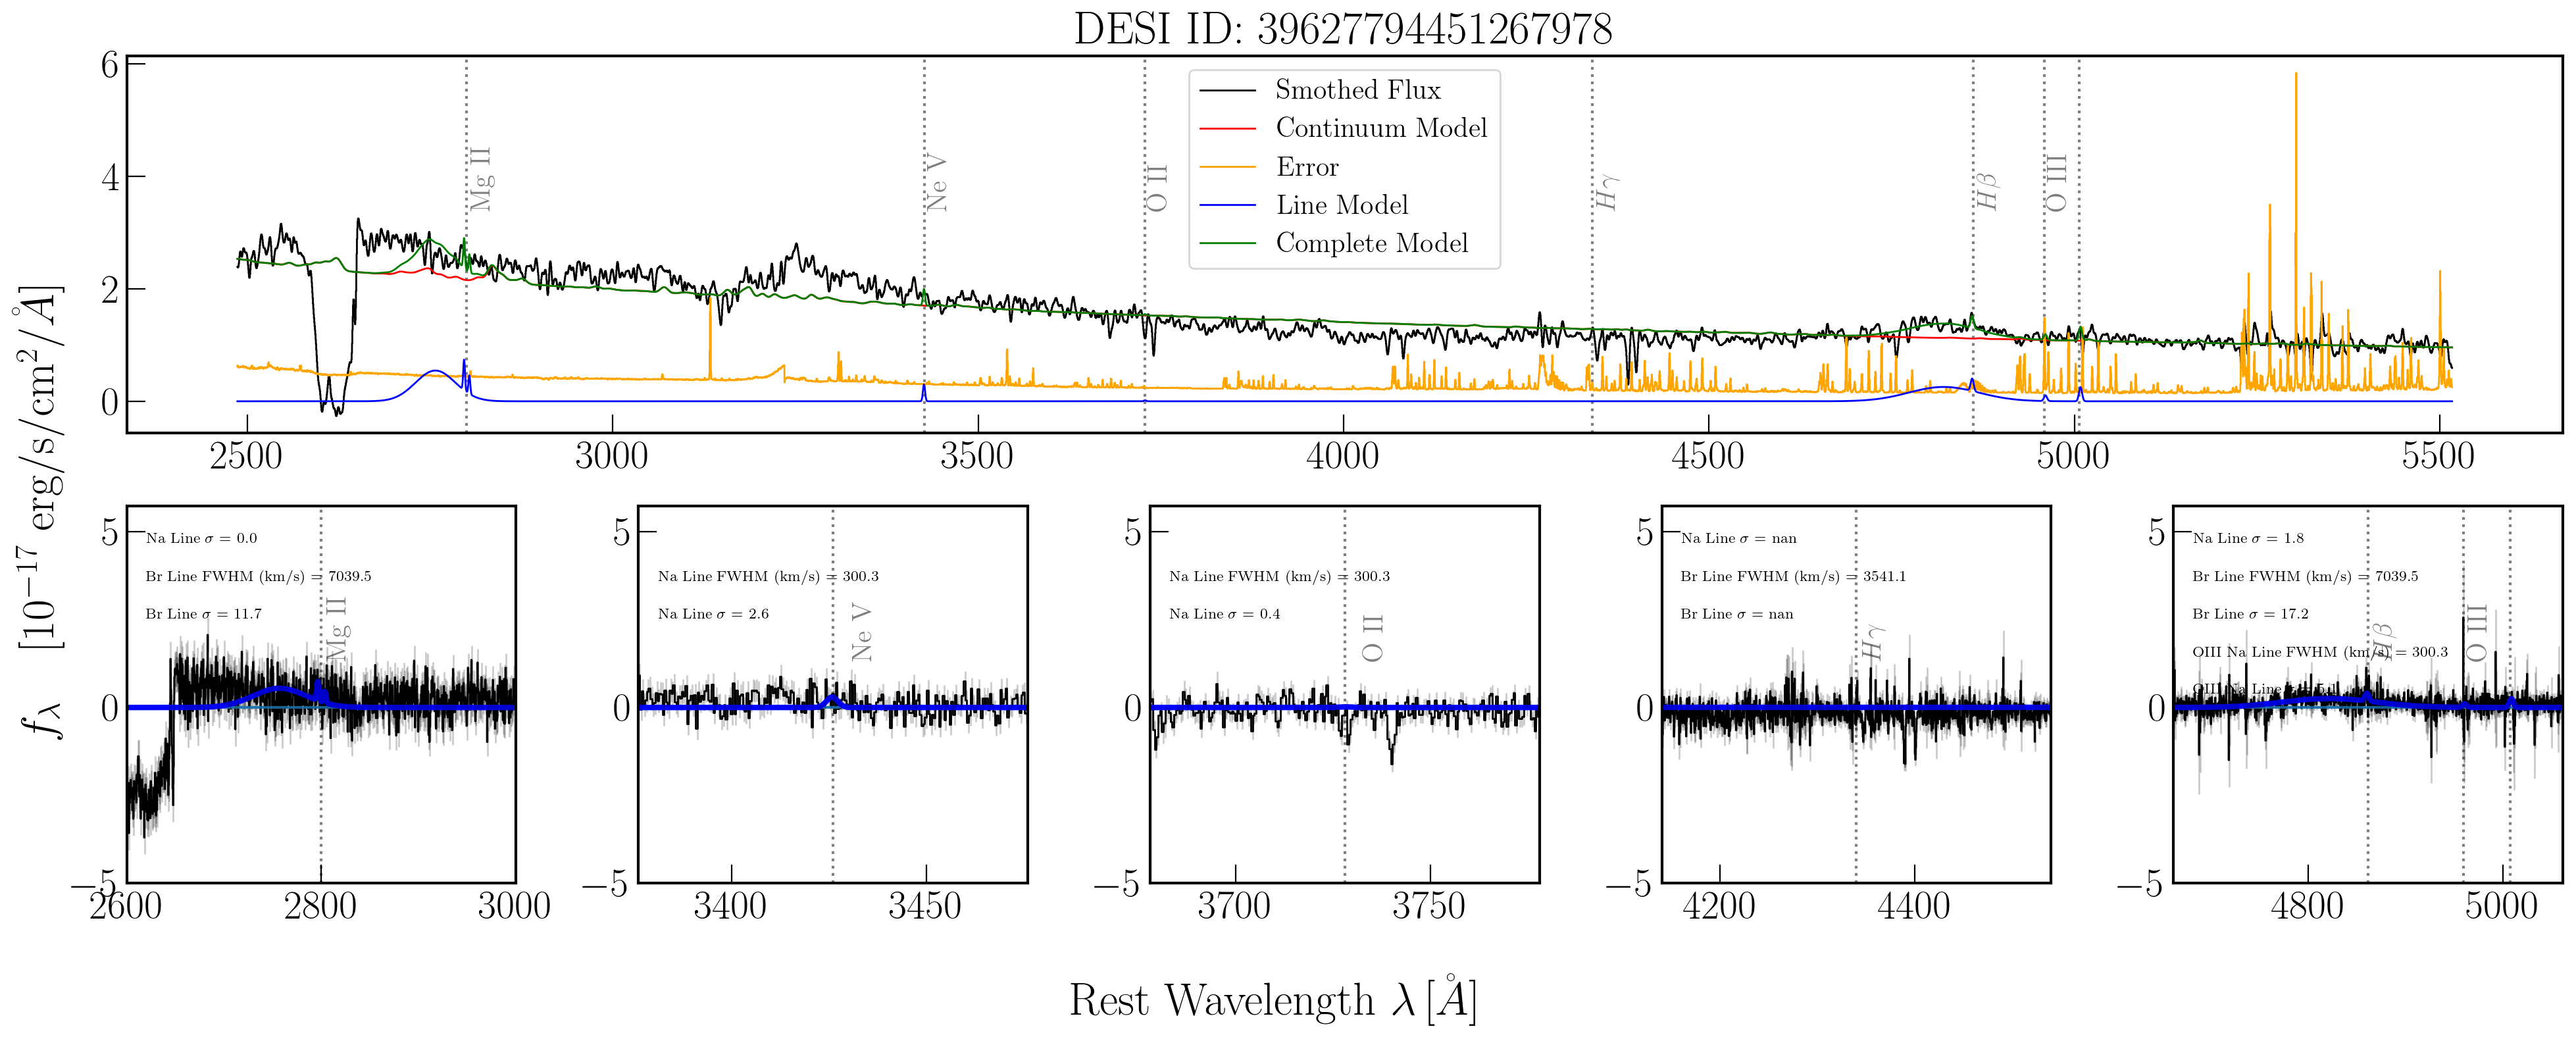 DESI ID: 39627794451267978
6
4
2
0
Smothed Flux
Continuum Model
Error
Line Model
Complete Model
Mg II
Ne V
O II
Hγ
Hβ
O III
2500 3000 3500 4000 4500 5000 5500
fλ [10⁻¹⁷ erg/s/cm²/Å]
5
0
−5
Na Line σ = 0.0
Br Line FWHM (km/s) = 7039.5
Br Line σ = 11.7
Mg II
2600 2800 3000
5
0
−5
Na Line FWHM (km/s) = 300.3
Na Line σ = 2.6
Ne V
3400 3450
5
0
−5
Na Line FWHM (km/s) = 300.3
Na Line σ = 0.4
O II
3700 3750
5
0
−5
Na Line σ = nan
Br Line FWHM (km/s) = 3541.1
Br Line σ = nan
Hγ
4200 4400
5
0
−5
Na Line σ = 1.8
Br Line FWHM (km/s) = 7039.5
Br Line σ = 17.2
OIII Na Line FWHM (km/s) = 300.3
OIII Na Line
Hβ
O III
4800 5000
Rest Wavelength λ [Å]